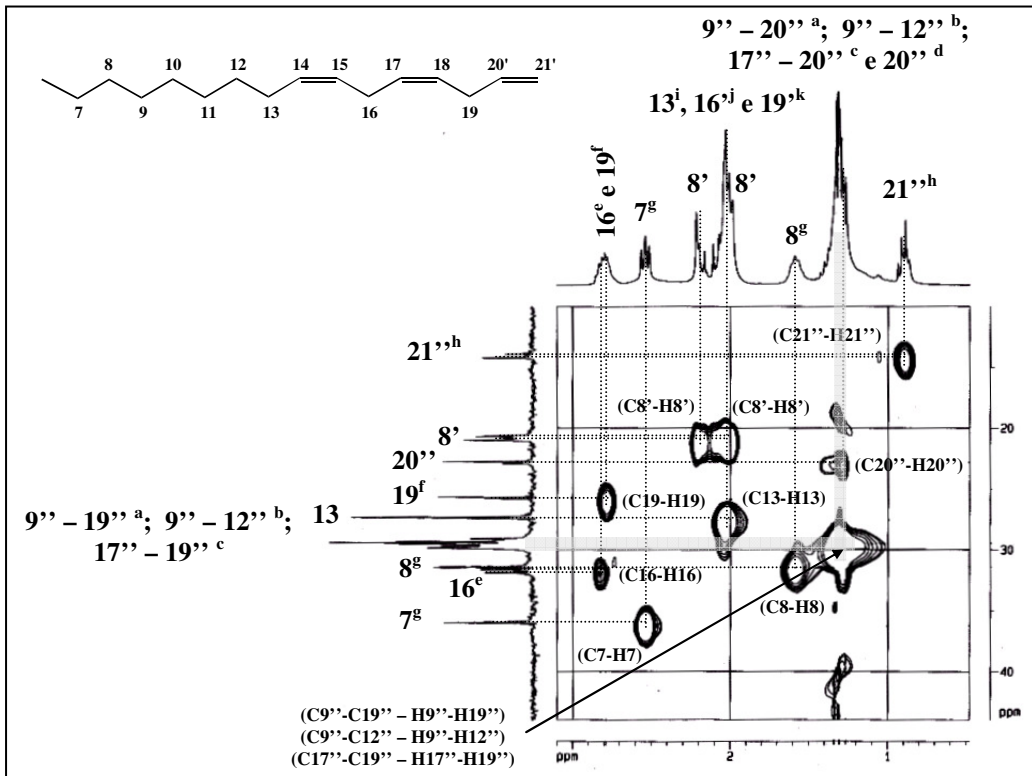 9’’ – 20’’ ᵃ; 9’’ – 12’’ ᵇ;
17’’ – 20’’ ᶜ e 20’’ ᵈ
8 10 12 14 15 17 18 20' 21'
7 9 11 13 16 19
13ⁱ, 16’ʲ e 19’ᵏ
16ᵉ e 19ᶠ
7ᵍ
8’
8’
8ᵍ
21’’ʰ
(C21’’-H21’’)
21’’ʰ
(C8’-H8’)
(C8’-H8’)
8’
20
20’’
(C20’’-H20’’)
19ᶠ
(C19-H19)
(C13-H13)
13
9’’ – 19’’ ᵃ; 9’’ – 12’’ ᵇ;
17’’ – 19’’ ᶜ
30
8ᵍ
16ᵉ
(C16-H16)
(C8-H8)
7ᵍ
(C7-H7)
40
ppm
(C9’’-C19’’ – H9’’-H19’’)
(C9’’-C12’’ – H9’’-H12’’)
(C17’’-C19’’ – H17’’-H19’’)
ppm 2 1